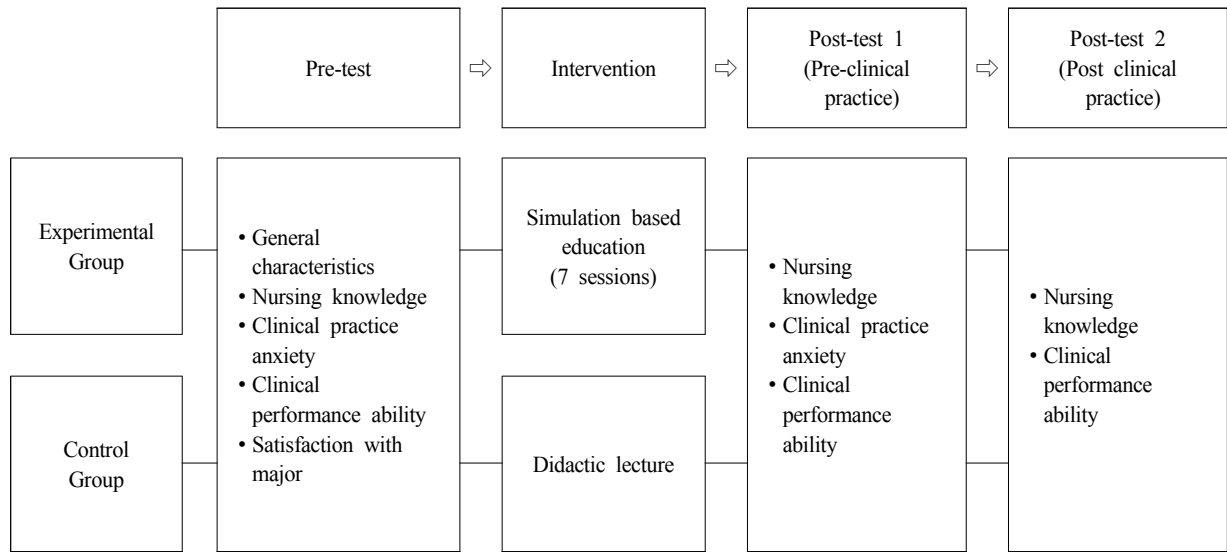 Pre-test
⇨
Intervention
⇨
Post-test 1
(Pre-clinical
practice)
⇨
Post-test 2
(Post clinical
practice)
Experimental
Group
• General
characteristics
• Nursing knowledge
• Clinical practice
anxiety
• Clinical
performance ability
• Satisfaction with
major
Simulation based
education
(7 sessions)
• Nursing
knowledge
• Clinical practice
anxiety
• Clinical
performance
ability
• Nursing
knowledge
• Clinical
performance
ability
Control
Group
Didactic lecture